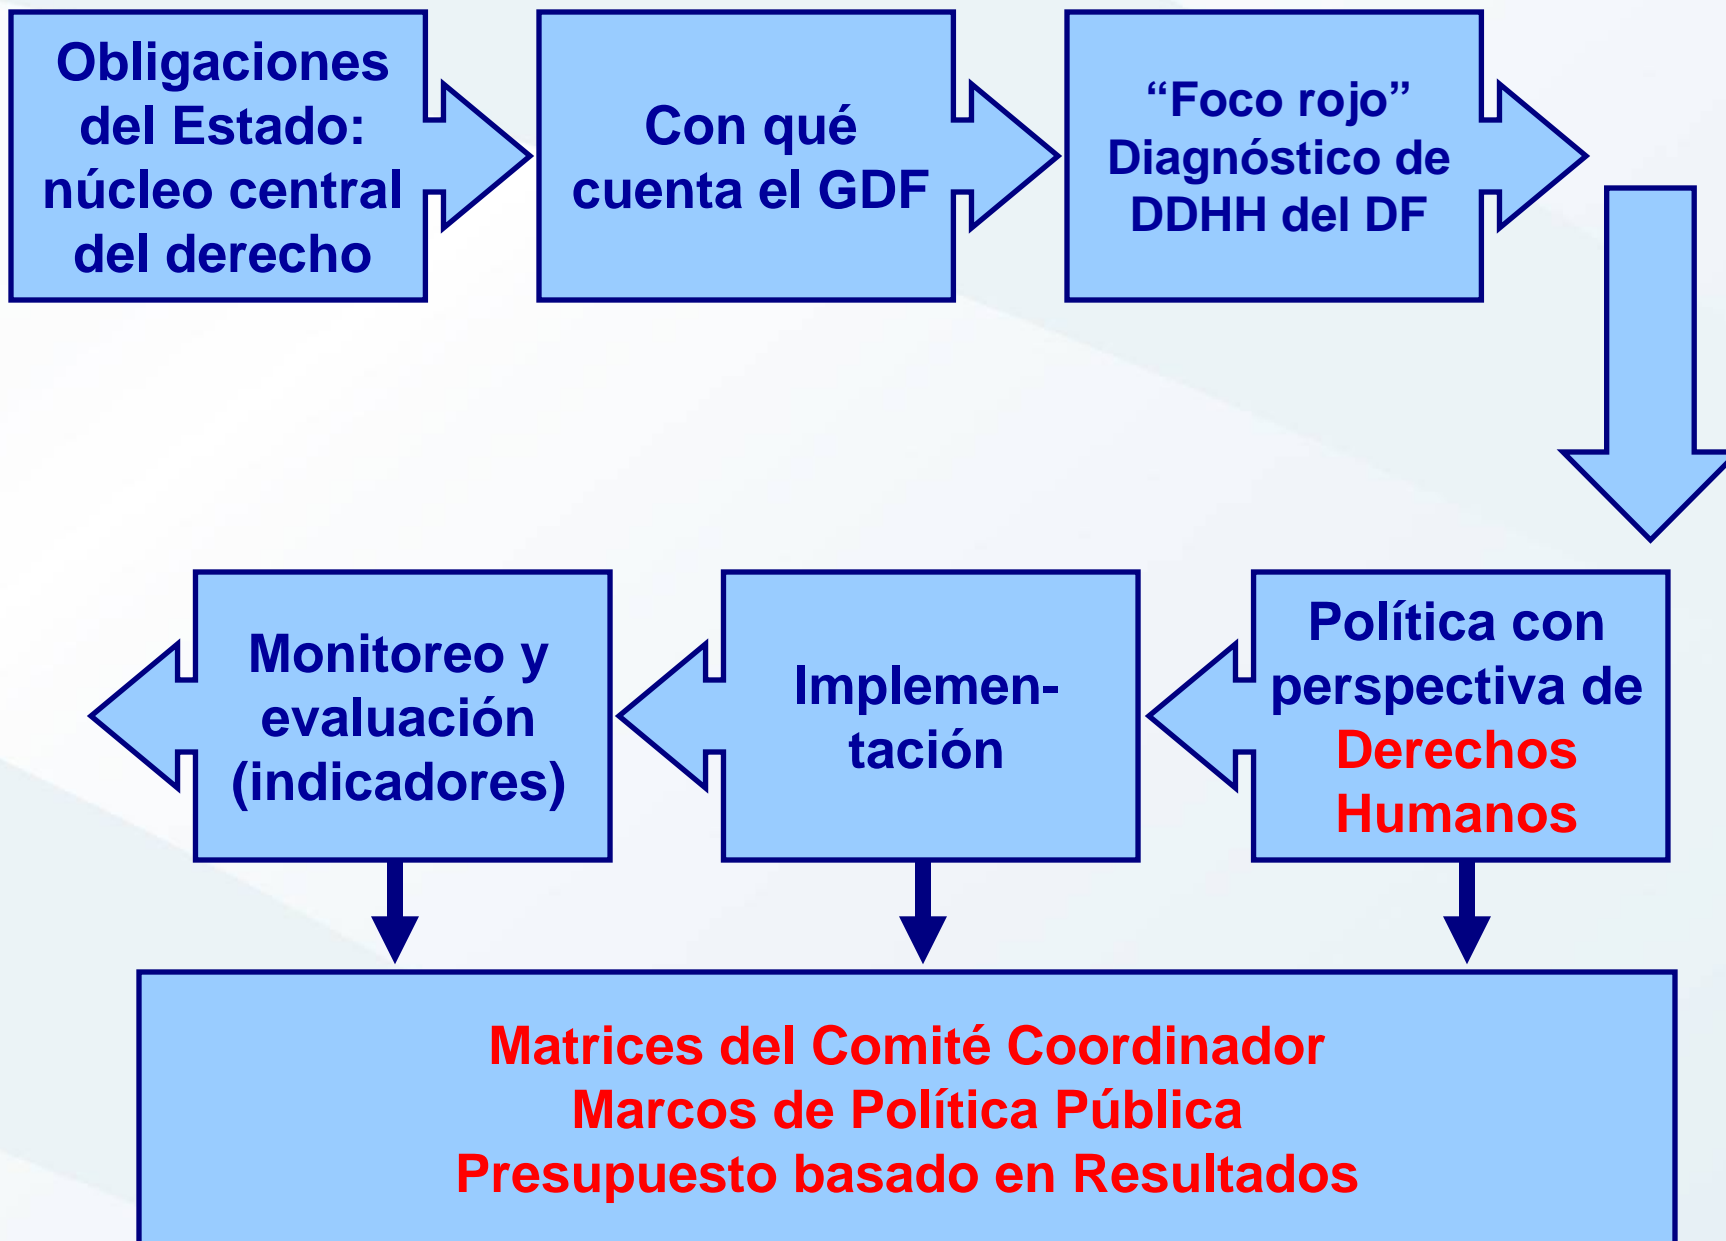 Obligaciones
del Estado:
núcleo central
del derecho
Con qué
cuenta el GDF
“Foco rojo”
Diagnóstico de
DDHH del DF
Política con
perspectiva de
Derechos
Humanos
Implemen-
tación
Monitoreo y
evaluación
(indicadores)
Matrices del Comité Coordinador
Marcos de Política Pública
Presupuesto basado en Resultados